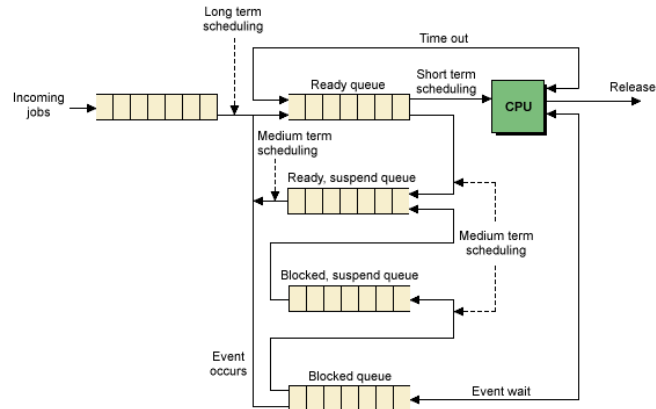 Long term
scheduling
Time out
Incoming
jobs
Ready queue
Short term
scheduling
CPU
Release
Medium term
scheduling
Ready, suspend queue
Medium term
scheduling
Blocked, suspend queue
Event
occurs
Blocked queue
Event wait